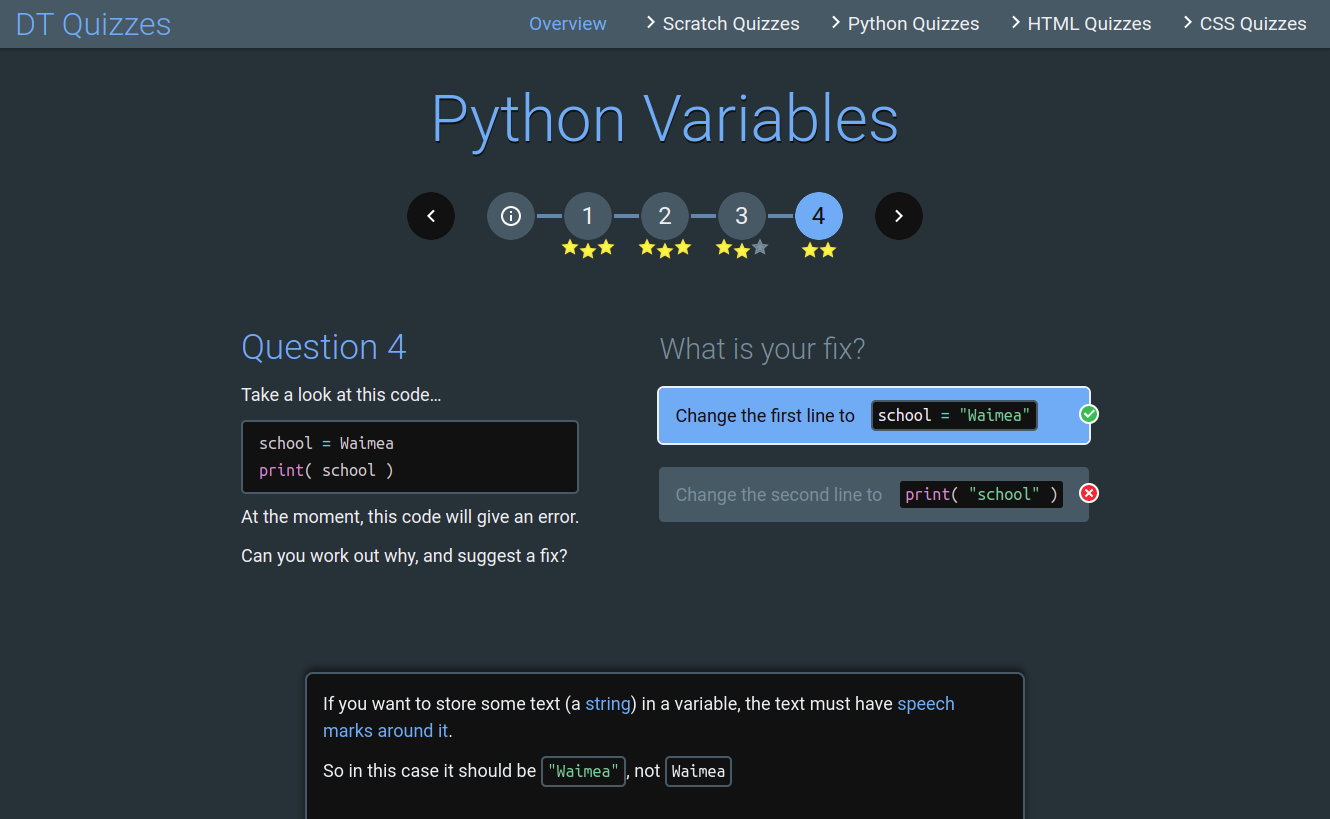 DT Quizzes
Overview
Scratch Quizzes
Python Quizzes
HTML Quizzes
CSS Quizzes
Python Variables
1
2
3
4
Question 4
Take a look at this code…
school = Waimea
print( school )
At the moment, this code will give an error.
Can you work out why, and suggest a fix?
What is your fix?
Change the first line to school = "Waimea"
Change the second line to print( "school" )
If you want to store some text (a string) in a variable, the text must have speech
marks around it.
So in this case it should be "Waimea", not Waimea